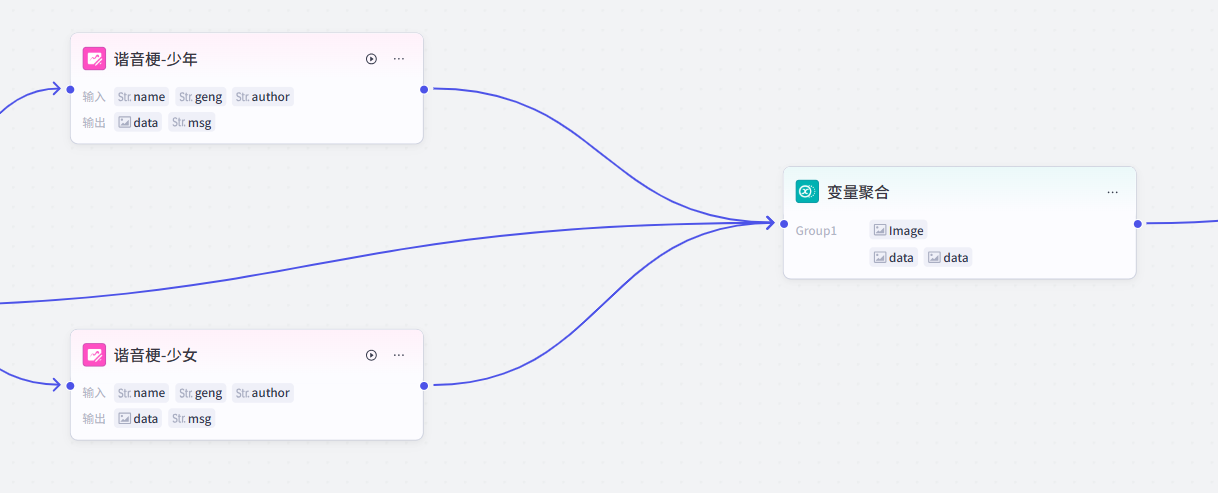 谐音梗-少年
输入 Str. name Str. geng Str. author
输出 data Str. msg
变量聚合
Group1 Image
data data
谐音梗-少女
输入 Str. name Str. geng Str. author
输出 data Str. msg